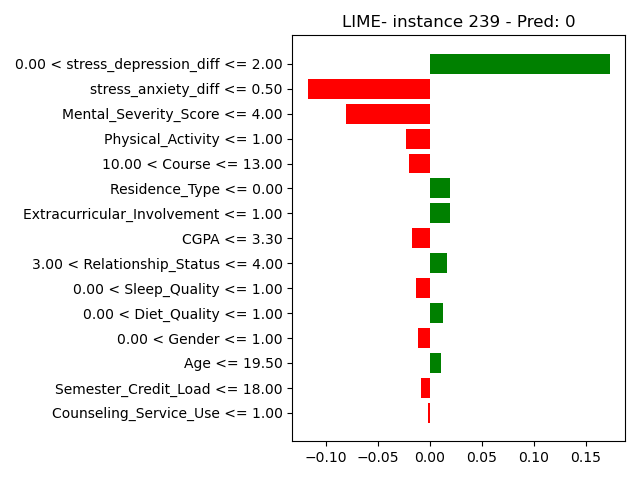 LIME- instance 239 - Pred: 0
0.00 < stress_depression_diff <= 2.00
stress_anxiety_diff <= 0.50
Mental_Severity_Score <= 4.00
Physical_Activity <= 1.00
10.00 < Course <= 13.00
Residence_Type <= 0.00
Extracurricular_Involvement <= 1.00
CGPA <= 3.30
3.00 < Relationship_Status <= 4.00
0.00 < Sleep_Quality <= 1.00
0.00 < Diet_Quality <= 1.00
0.00 < Gender <= 1.00
Age <= 19.50
Semester_Credit_Load <= 18.00
Counseling_Service_Use <= 1.00
−0.10 −0.05 0.00 0.05 0.10 0.15